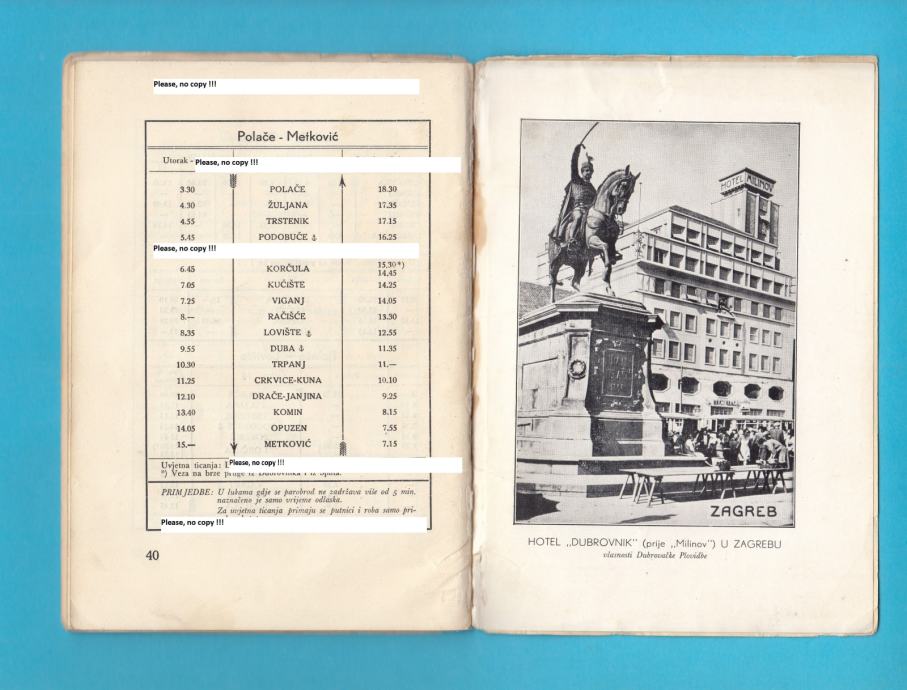 Please, no copy !!!
Polače - Metković
Utorak - Please, no copy !!!
3.30 POLAČE 18.30
4.30 ŽULJANA 17.35
4.55 TRSTENIK 17.15
5.45 PODOBUČE ⚓ 16.25
Please, no copy !!!
6.45 KORČULA 15.30*) 14.45
7.05 KUČIŠTE 14.25
7.25 VIGANJ 14.05
8.— RAČIŠĆE 13.30
8.35 LOVIŠTE ⚓ 12.55
9.55 DUBA ⚓ 11.35
10.30 TRPANJ 11.—
11.25 CRKVICE-KUNA 10.10
12.10 DRAČE-JANJINA 9.25
13.40 KOMIN 8.15
14.05 OPUZEN 7.55
15.— METKOVIĆ 7.15
Uvjetna ticanja: Please, no copy !!!
*) Veza na brze pruge iz Dubrovnika i iz Splita.
PRIMJEDBE: U lukama gdje se parobrod ne zadržava više od 5 min.
naznačeno je samo vrijeme odlaska.
Za uvjetna ticanja primaju se putnici i roba samo pri-
Please, no copy !!!
40
HOTEL MILINOV
ZAGREB
HOTEL „DUBROVNIK" (prije „Milinov") U ZAGREBU
vlasnosti Dubrovačke Plovidbe